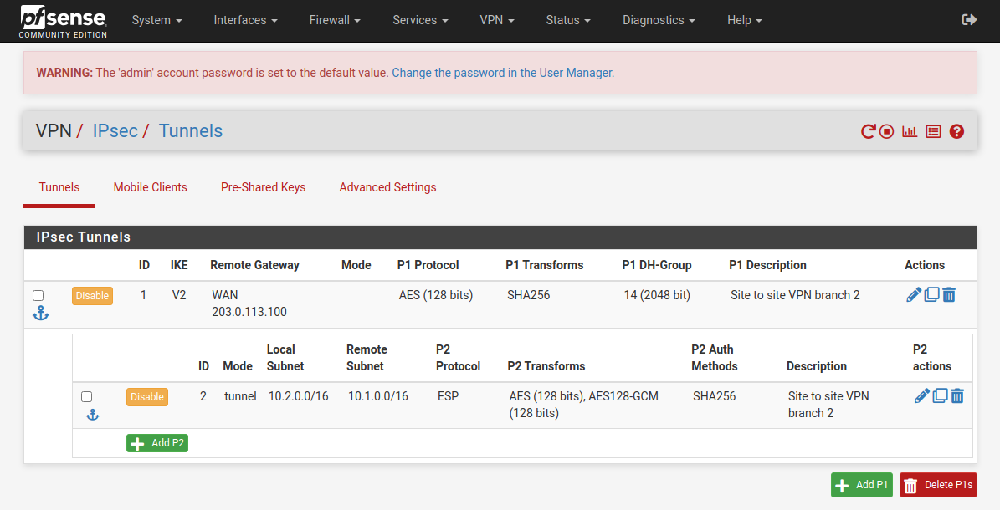 pfsense
COMMUNITY EDITION
System Interfaces Firewall Services VPN Status Diagnostics Help
WARNING: The 'admin' account password is set to the default value. Change the password in the User Manager.
VPN / IPsec / Tunnels
Tunnels Mobile Clients Pre-Shared Keys Advanced Settings
IPsec Tunnels
ID IKE Remote Gateway Mode P1 Protocol P1 Transforms P1 DH-Group P1 Description Actions
Disable 1 V2 WAN AES (128 bits) SHA256 14 (2048 bit) Site to site VPN branch 2
203.0.113.100
Local Remote P2 P2 Auth P2
ID Mode Subnet Subnet Protocol P2 Transforms Methods Description actions
Disable 2 tunnel 10.2.0.0/16 10.1.0.0/16 ESP AES (128 bits), AES128-GCM SHA256 Site to site VPN
(128 bits) branch 2
Add P2
Add P1 Delete P1s